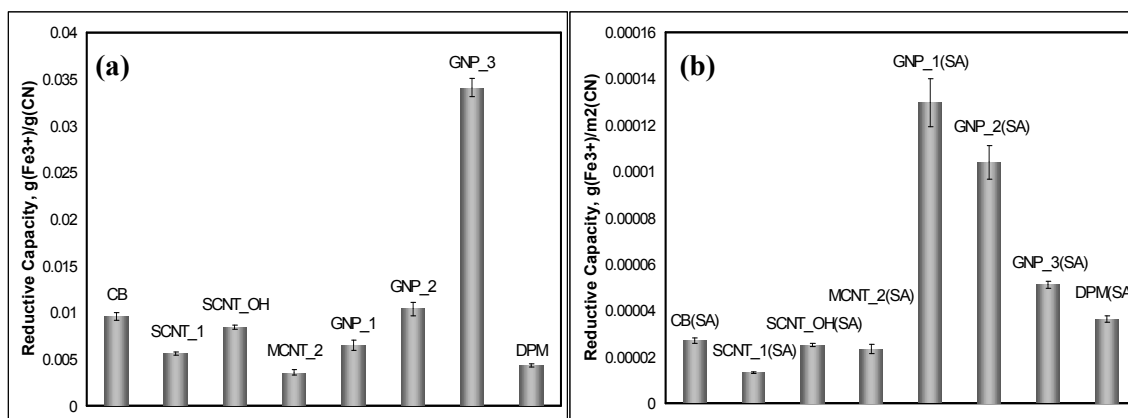 (a)
Reductive Capacity, g(Fe3+)/g(CN)
0.04
0.035
0.03
0.025
0.02
0.015
0.01
0.005
0
CB
SCNT_1
SCNT_OH
MCNT_2
GNP_1
GNP_2
GNP_3
DPM
(b)
Reductive Capacity, g(Fe3+)/m2(CN)
0.00016
0.00014
0.00012
0.0001
0.00008
0.00006
0.00004
0.00002
0
CB(SA)
SCNT_1(SA)
SCNT_OH(SA)
MCNT_2(SA)
GNP_1(SA)
GNP_2(SA)
GNP_3(SA)
DPM(SA)